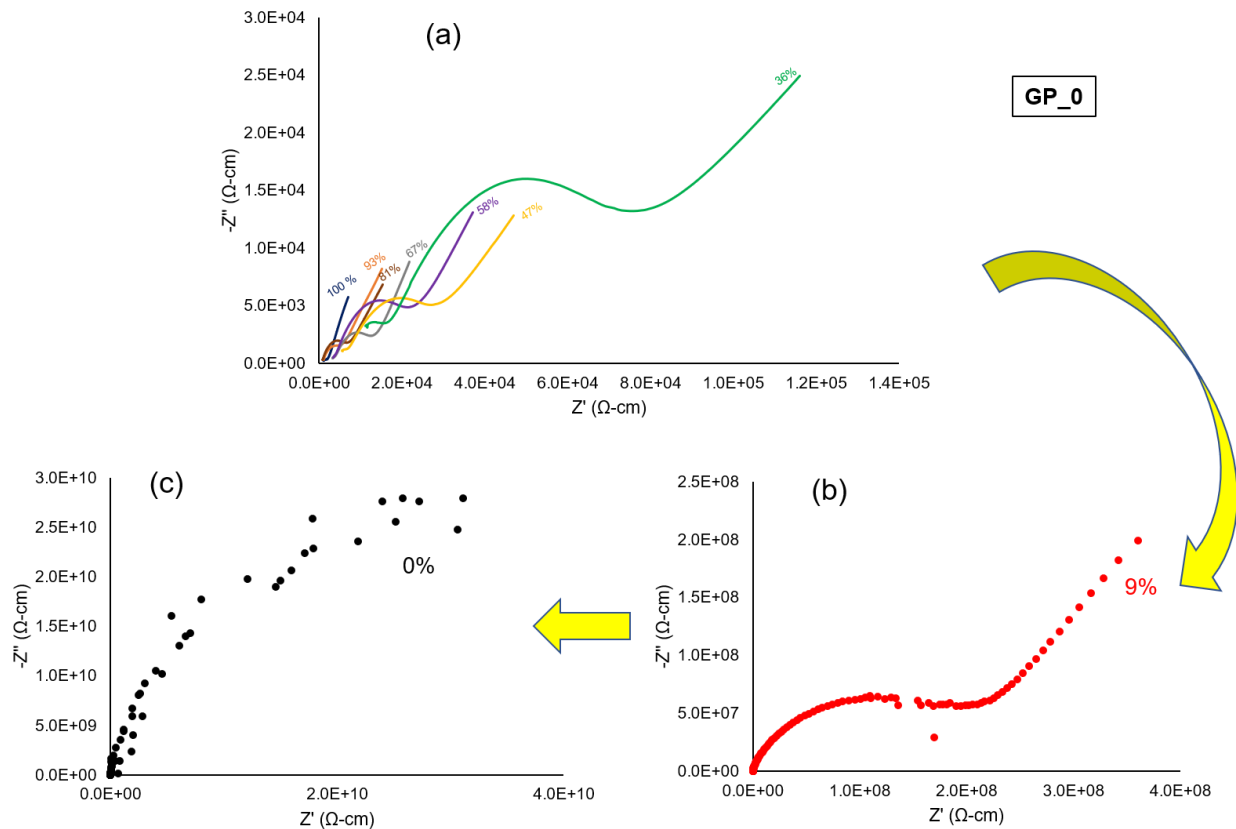 (a)
GP_0
3.0E+04
2.5E+04
2.0E+04
1.5E+04
1.0E+04
5.0E+03
0.0E+00
-Z" (Ω-cm)
100 %
93%
81%
67%
58%
47%
36%
0.0E+00 2.0E+04 4.0E+04 6.0E+04 8.0E+04 1.0E+05 1.2E+05 1.4E+05
Z' (Ω-cm)
(c)
3.0E+10
2.5E+10
2.0E+10
1.5E+10
1.0E+10
5.0E+09
0.0E+00
-Z" (Ω-cm)
0%
0.0E+00 2.0E+10 4.0E+10
Z' (Ω-cm)
(b)
2.5E+08
2.0E+08
1.5E+08
1.0E+08
5.0E+07
0.0E+00
-Z" (Ω-cm)
9%
0.0E+00 1.0E+08 2.0E+08 3.0E+08 4.0E+08
Z' (Ω-cm)